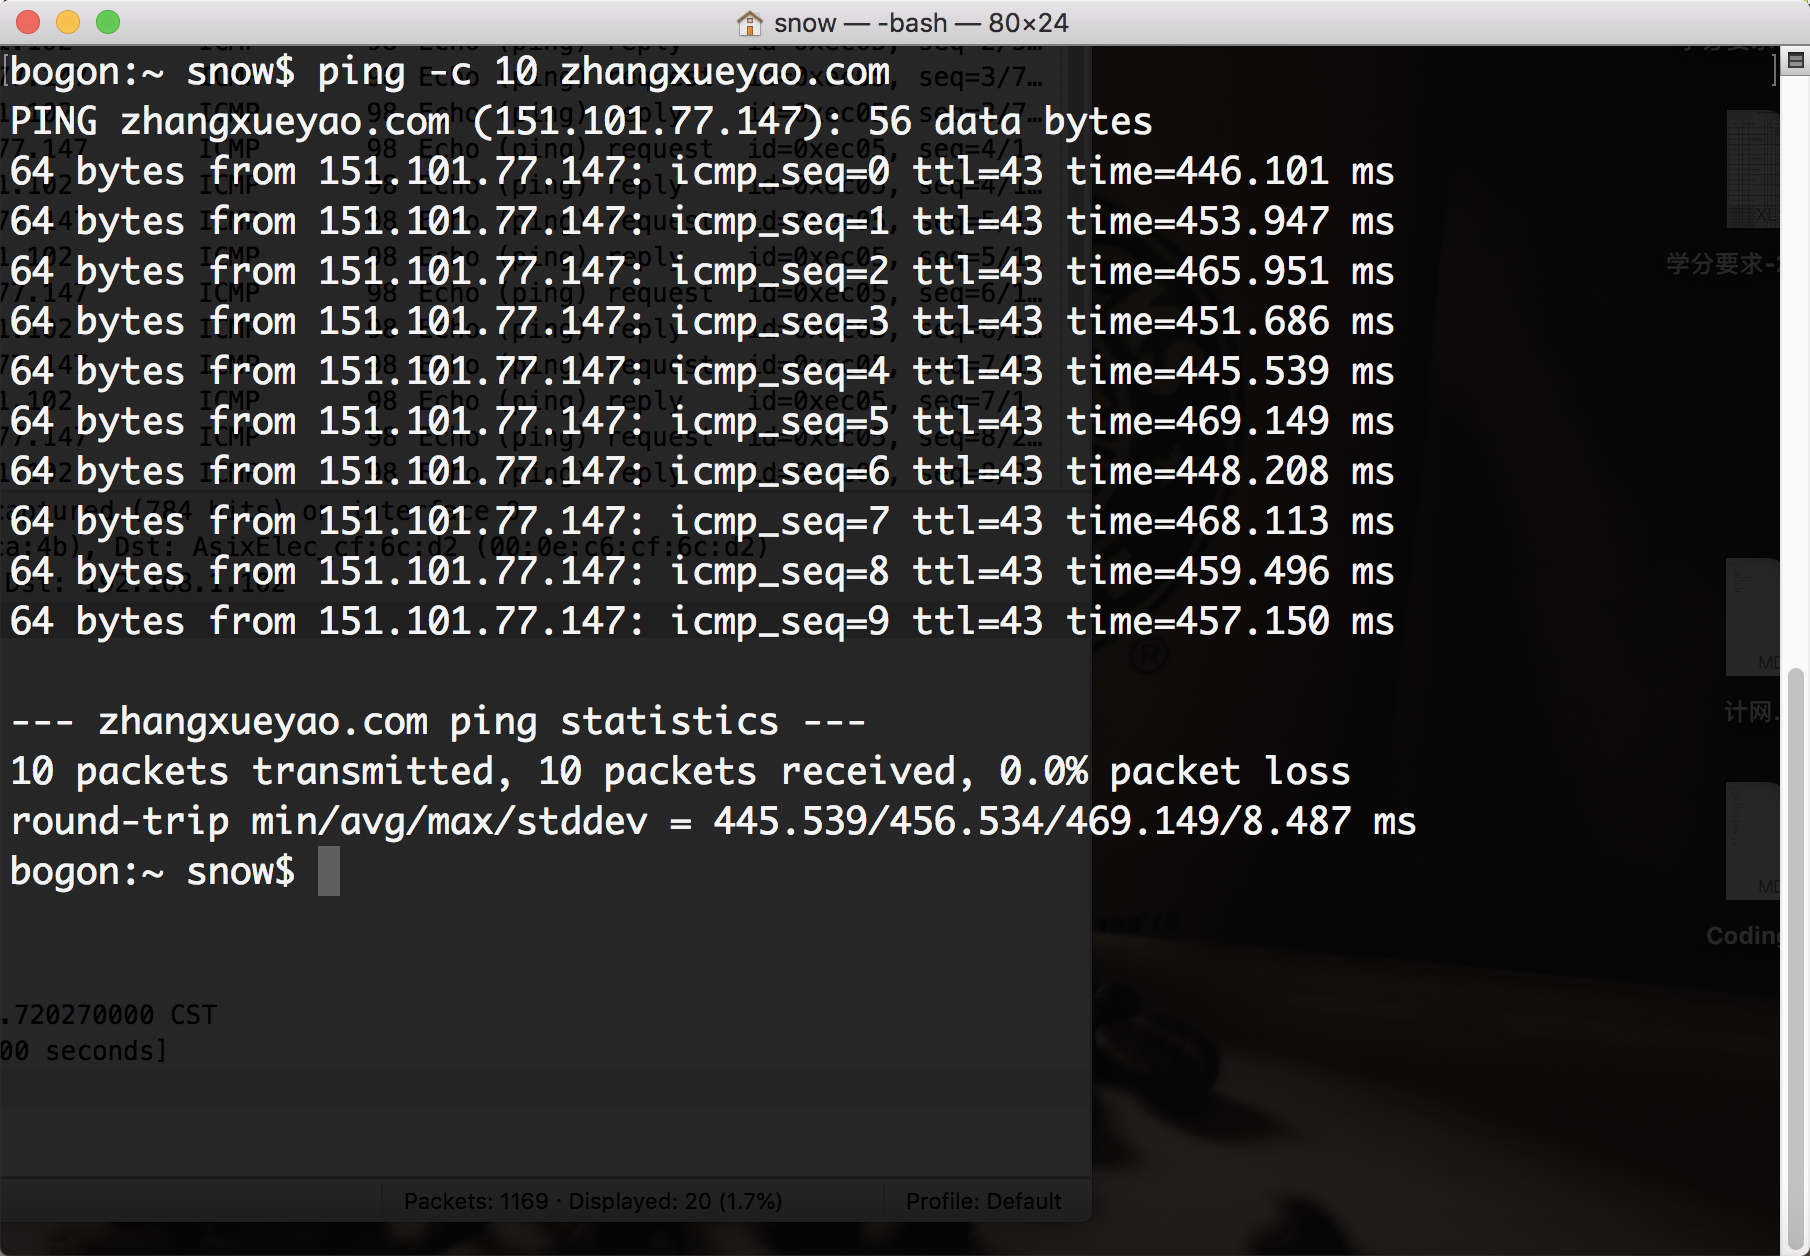 snow — -bash — 80×24
bogon:~ snow$ ping -c 10 zhangxueyao.com
PING zhangxueyao.com (151.101.77.147): 56 data bytes
64 bytes from 151.101.77.147: icmp_seq=0 ttl=43 time=446.101 ms
64 bytes from 151.101.77.147: icmp_seq=1 ttl=43 time=453.947 ms
64 bytes from 151.101.77.147: icmp_seq=2 ttl=43 time=465.951 ms
64 bytes from 151.101.77.147: icmp_seq=3 ttl=43 time=451.686 ms
64 bytes from 151.101.77.147: icmp_seq=4 ttl=43 time=445.539 ms
64 bytes from 151.101.77.147: icmp_seq=5 ttl=43 time=469.149 ms
64 bytes from 151.101.77.147: icmp_seq=6 ttl=43 time=448.208 ms
64 bytes from 151.101.77.147: icmp_seq=7 ttl=43 time=468.113 ms
64 bytes from 151.101.77.147: icmp_seq=8 ttl=43 time=459.496 ms
64 bytes from 151.101.77.147: icmp_seq=9 ttl=43 time=457.150 ms
--- zhangxueyao.com ping statistics ---
10 packets transmitted, 10 packets received, 0.0% packet loss
round-trip min/avg/max/stddev = 445.539/456.534/469.149/8.487 ms
bogon:~ snow$
.720270000 CST
00 seconds]
Packets: 1169 · Displayed: 20 (1.7%)
Profile: Default
学分要求-
计网.
Coding